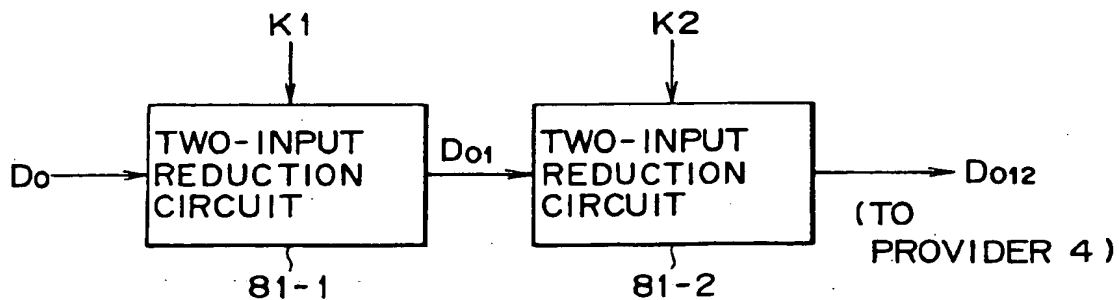 K1
K2
Do
TWO-INPUT
REDUCTION
CIRCUIT
Do1
TWO-INPUT
REDUCTION
CIRCUIT
Do12
(TO
PROVIDER 4)
81-1
81-2